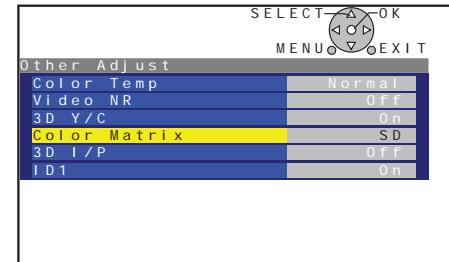 SELECT OK
MENU EXIT
Other Adjust
Color Temp Normal
Video NR Off
3D Y/C On
Color Matrix SD
3D I/P Off
ID1 On